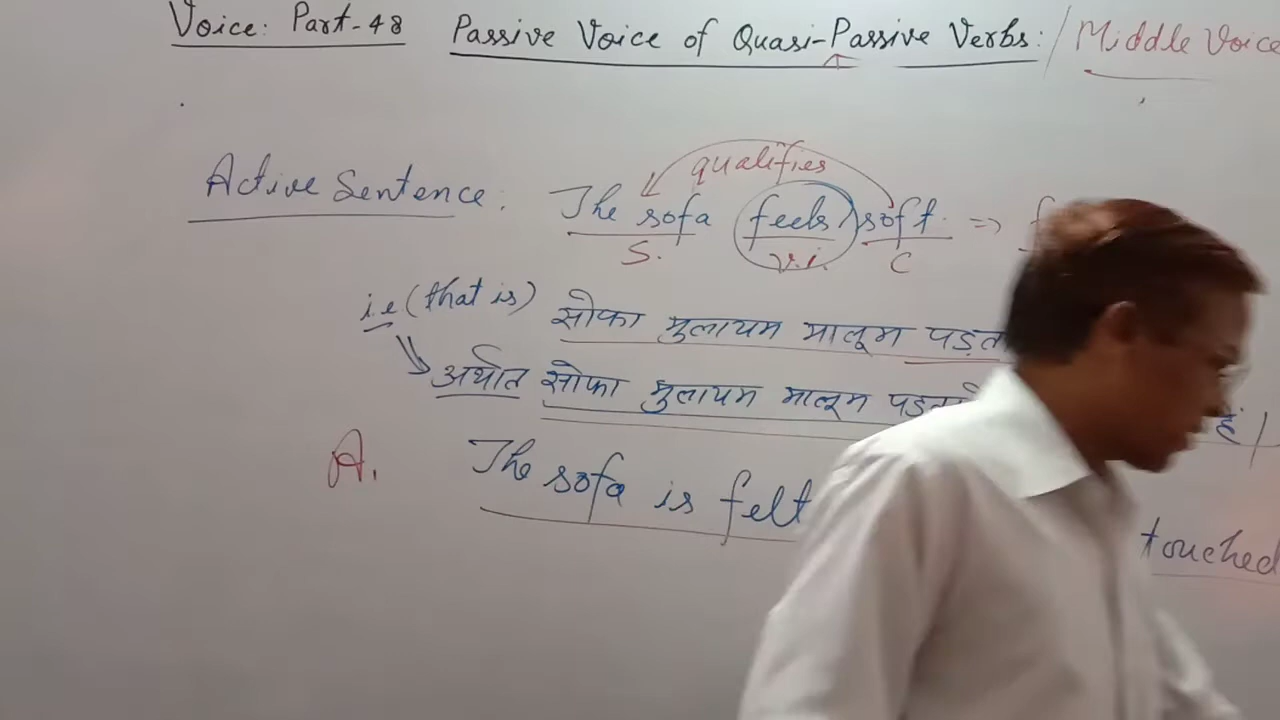 Voice: Part-48 Passive Voice of Quasi-Passive Verbs: / Middle Voice
qualifies
Active Sentence: The sofa feels soft. =>
S. v.i. C
i.e (that is) सोफा मुलायम मालूम पड़ता
अर्थात सोफा मुलायम मालूम पड़ता है |
A. The sofa is felt touched